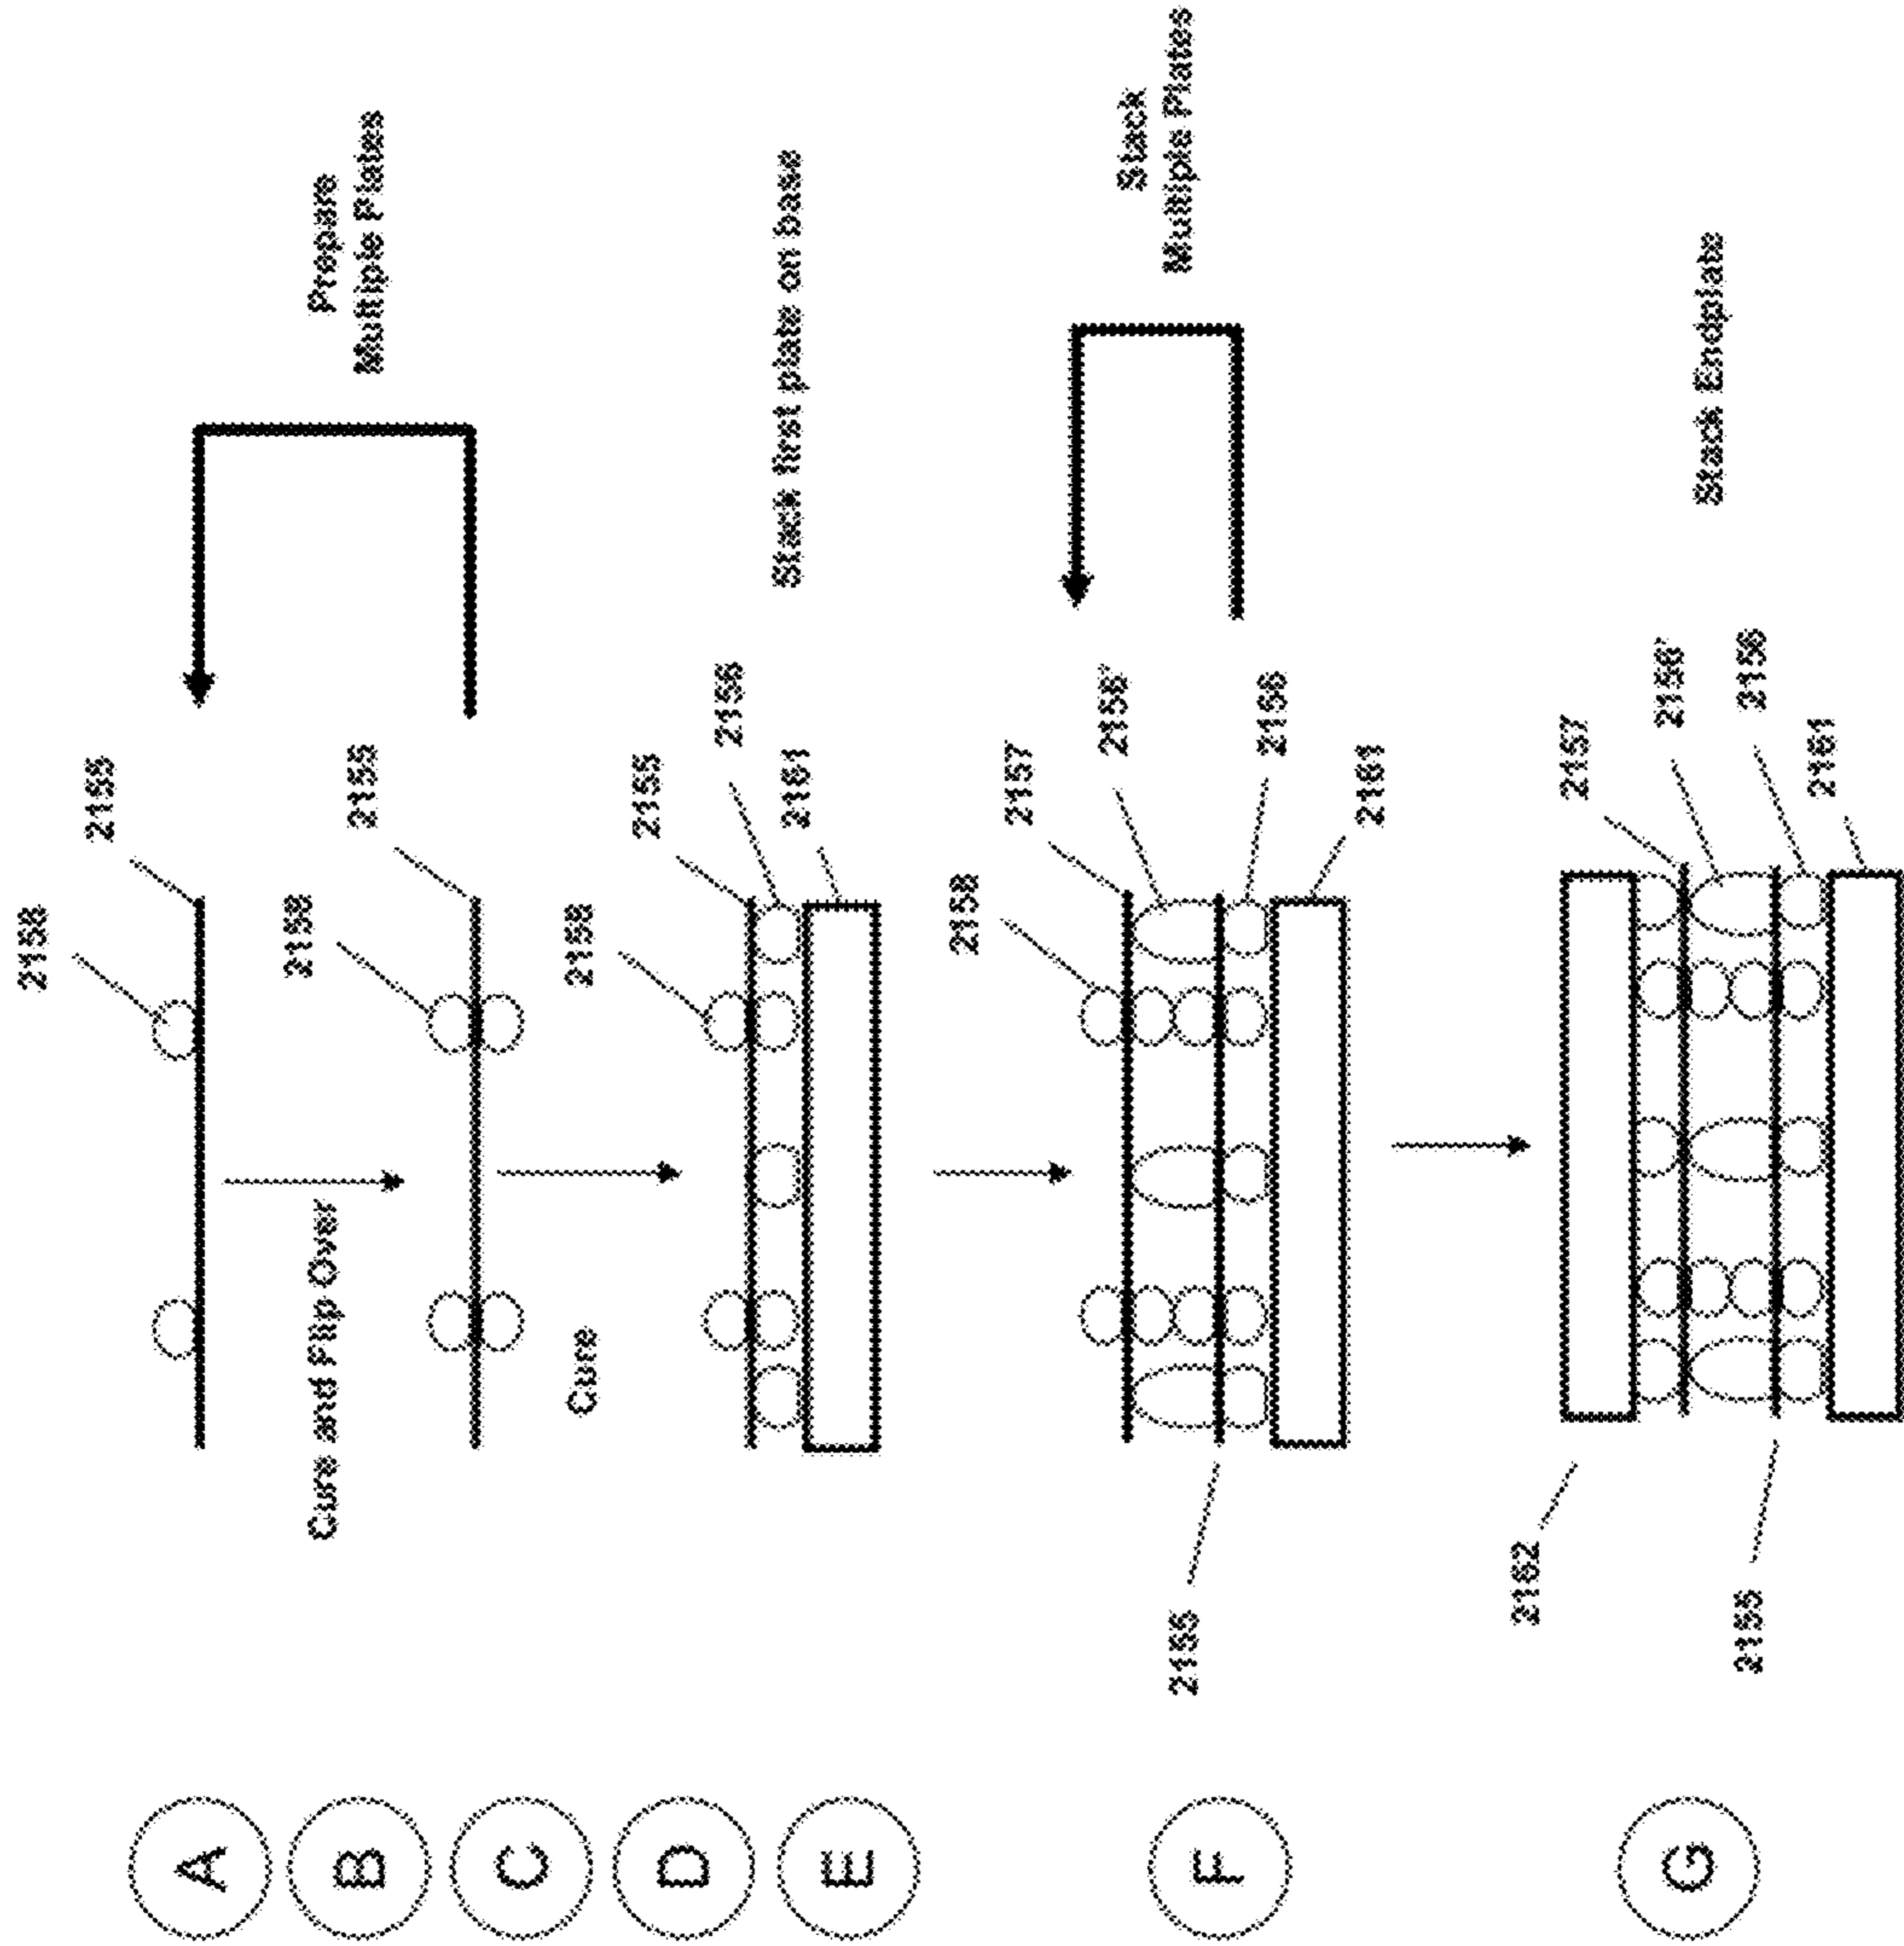 A
B
C
D
E
F
G
2158
2155
Prepare
Multiple Plates
Cure and Flip Over
2158
2155
Cure
2158
2155
2156
2161
Stack first plate on base
2158
2157
2156'
2156
2161
2155
Stack
Multiple Plates
2162
2157
2156'
2156
2161
2155
Stack Endplate